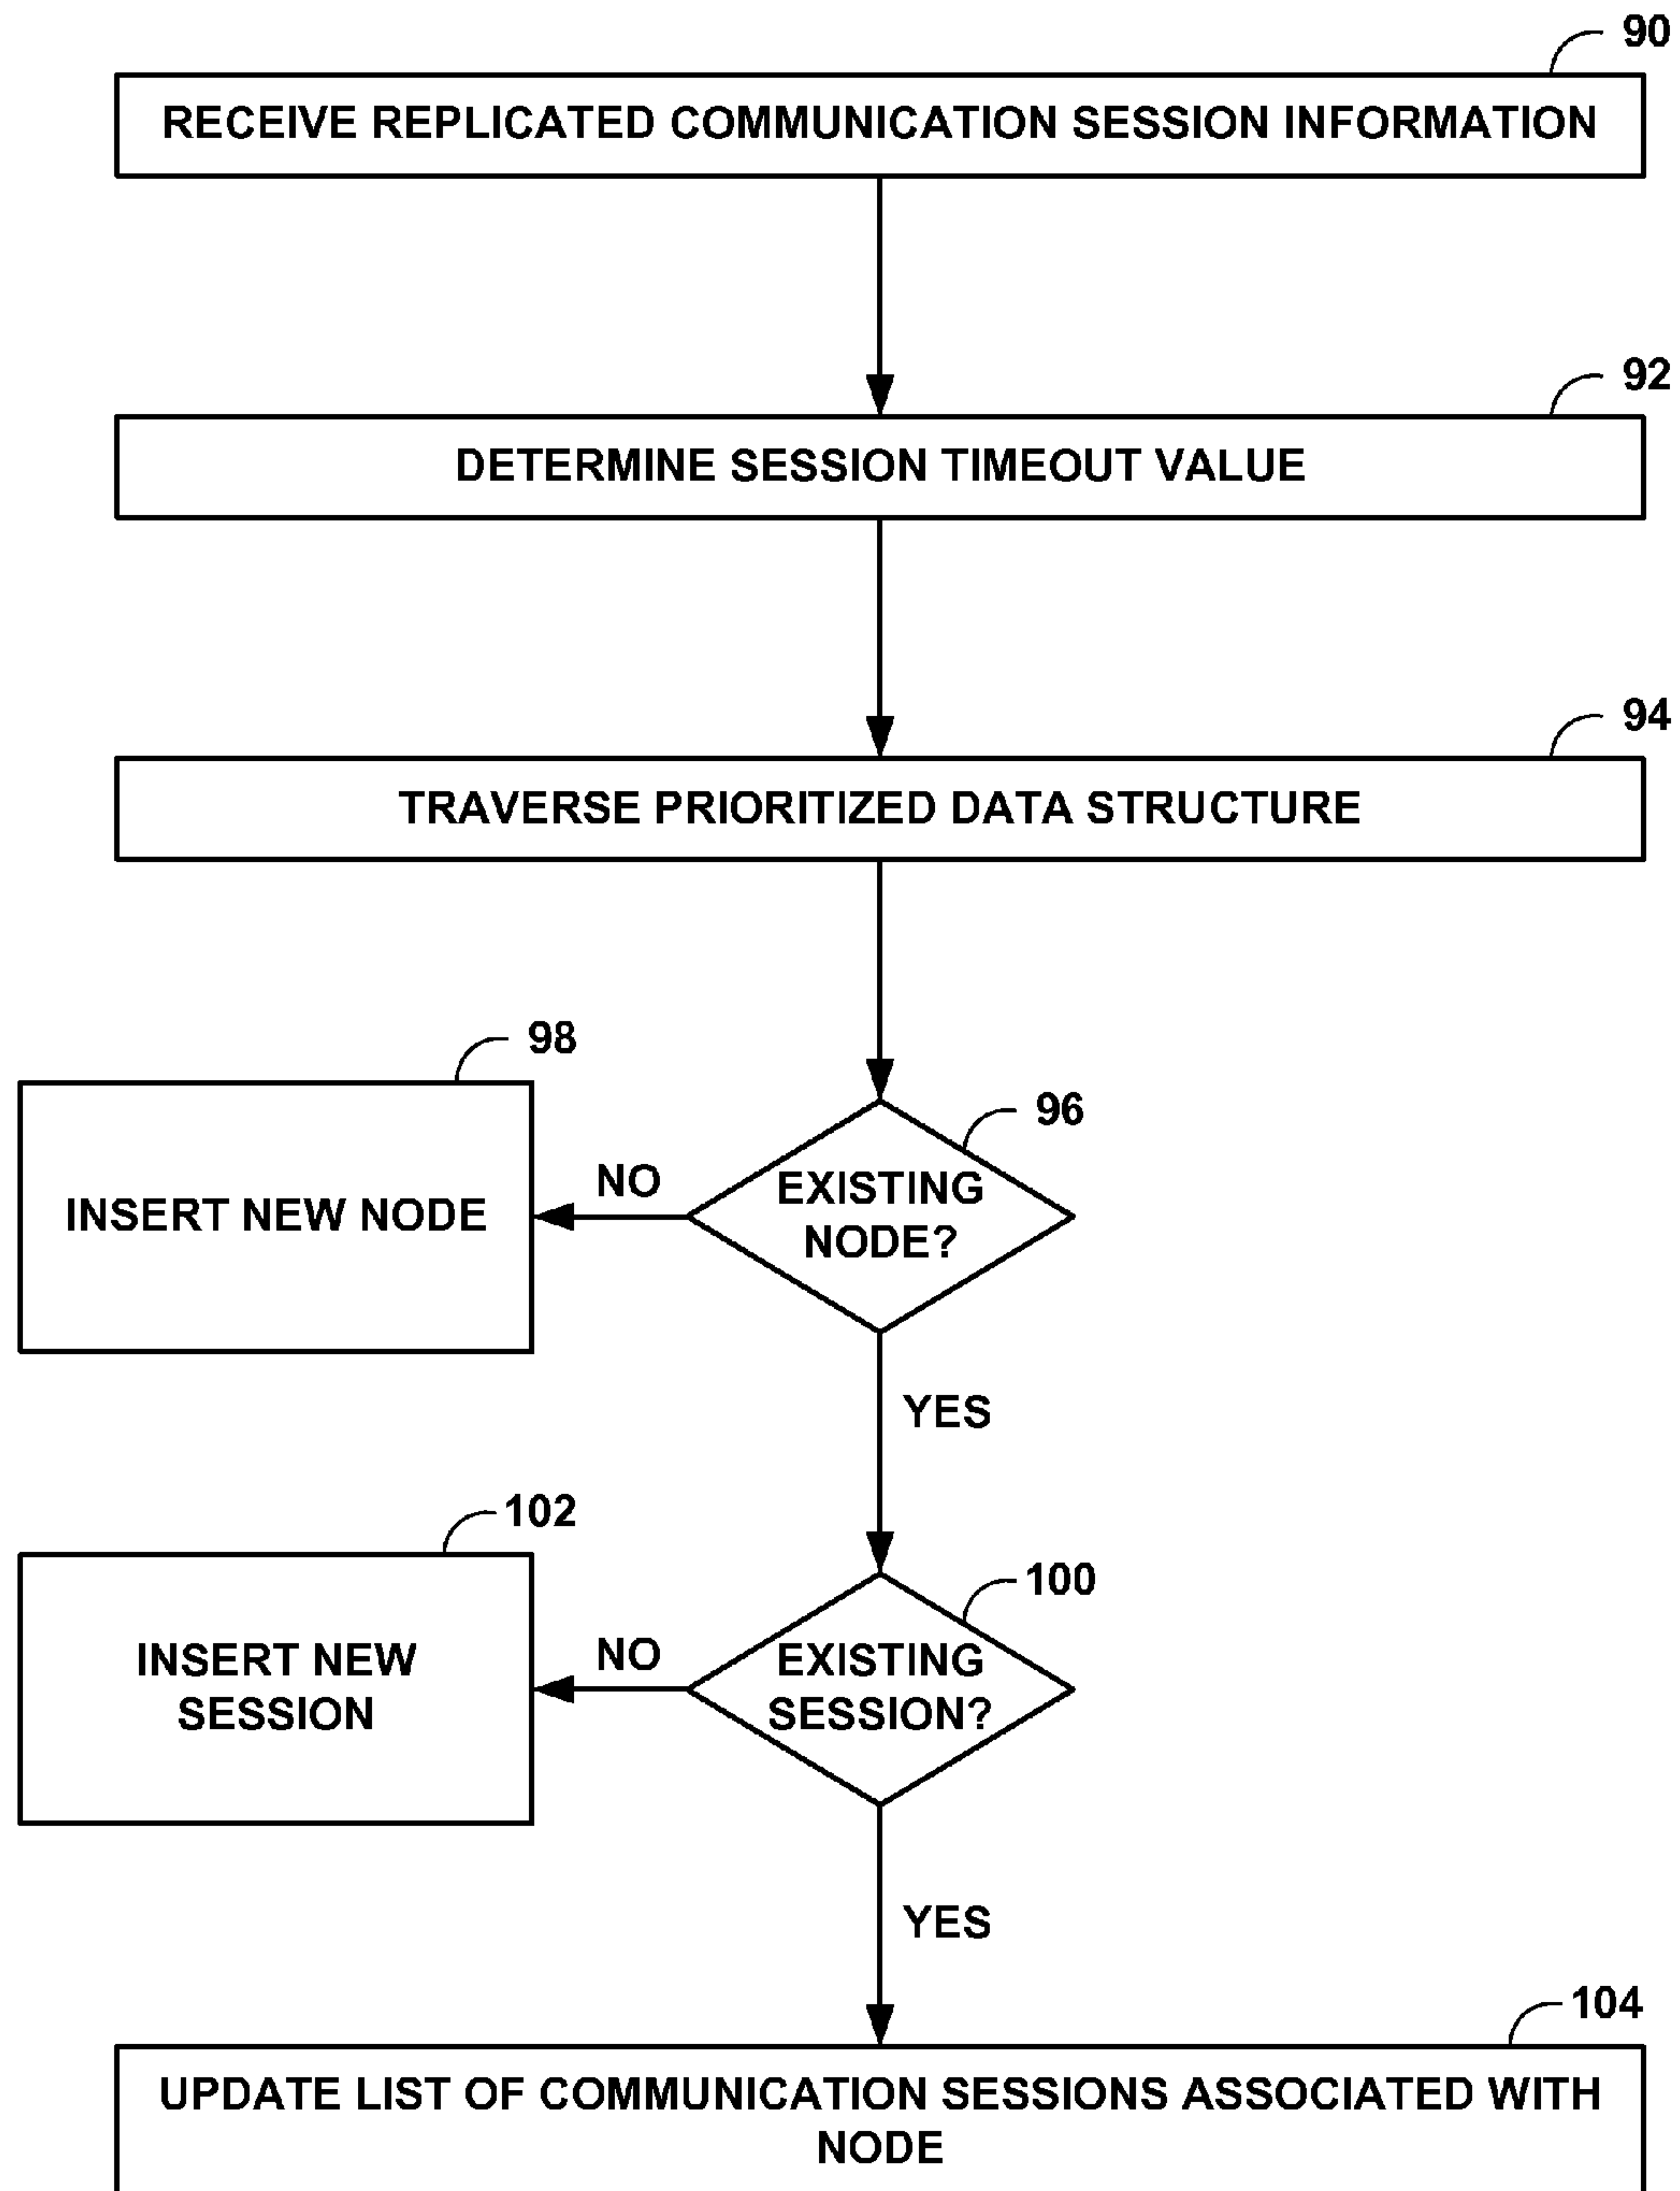 90
RECEIVE REPLICATED COMMUNICATION SESSION INFORMATION
92
DETERMINE SESSION TIMEOUT VALUE
94
TRAVERSE PRIORITIZED DATA STRUCTURE
98
96
INSERT NEW NODE
NO
EXISTING
NODE?
YES
102
100
INSERT NEW
SESSION
NO
EXISTING
SESSION?
YES
104
UPDATE LIST OF COMMUNICATION SESSIONS ASSOCIATED WITH
NODE